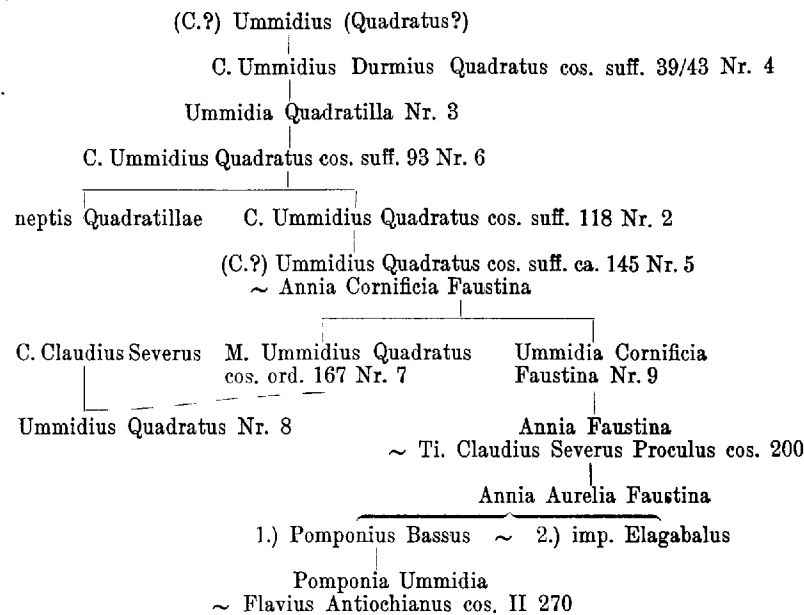 (C.?) Ummidius (Quadratus?)
C. Ummidius Durmius Quadratus cos. suff. 39/43 Nr. 4
Ummidia Quadratilla Nr. 3
C. Ummidius Quadratus cos. suff. 93 Nr. 6
neptis Quadratillae C. Ummidius Quadratus cos. suff. 118 Nr. 2
(C.?) Ummidius Quadratus cos. suff. ca. 145 Nr. 5
~ Annia Cornificia Faustina
C. Claudius Severus M. Ummidius Quadratus Ummidia Cornificia
cos. ord. 167 Nr. 7 Faustina Nr. 9
Ummidius Quadratus Nr. 8 Annia Faustina
~ Ti. Claudius Severus Proculus cos. 200
Annia Aurelia Faustina
1.) Pomponius Bassus ~ 2.) imp. Elagabalus
Pomponia Ummidia
~ Flavius Antiochianus cos. II 270